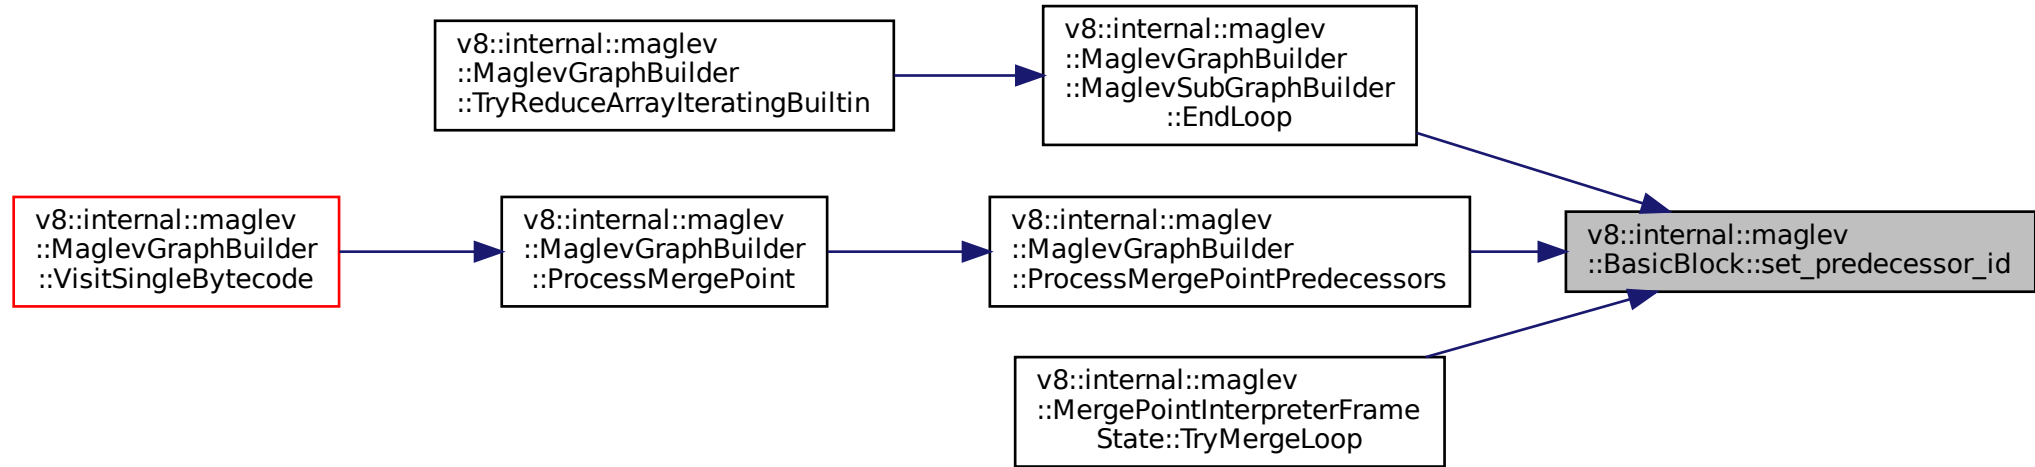 v8::internal::maglev
::MaglevGraphBuilder
::TryReduceArrayIteratingBuiltin
v8::internal::maglev
::MaglevGraphBuilder
::MaglevSubGraphBuilder
::EndLoop
v8::internal::maglev
::MaglevGraphBuilder
::VisitSingleBytecode
v8::internal::maglev
::MaglevGraphBuilder
::ProcessMergePoint
v8::internal::maglev
::MaglevGraphBuilder
::ProcessMergePointPredecessors
v8::internal::maglev
::BasicBlock::set_predecessor_id
v8::internal::maglev
::MergePointInterpreterFrame
State::TryMergeLoop